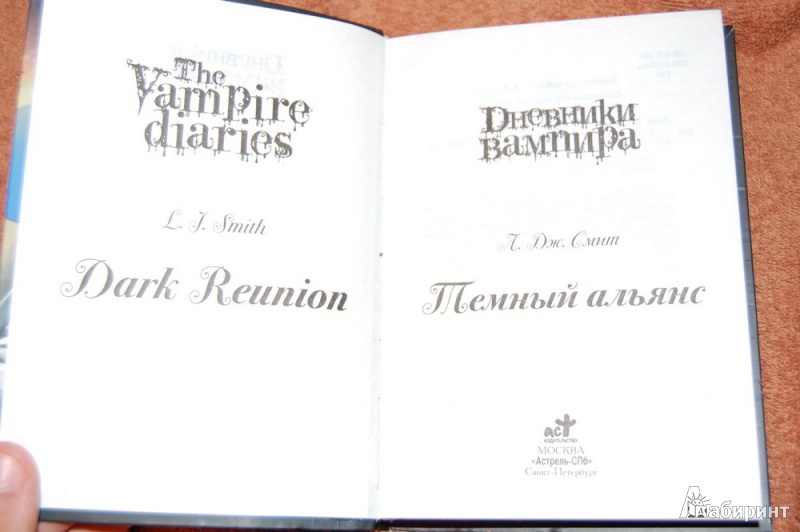 The
Vampire
diaries
L. J. Smith
Dark Reunion
Дневники
вампира
Л. Дж. Смит
Темный альянс
аст
издательство
МОСКВА
«Астрель-СПб»
Санкт-Петербург
Лабиринт